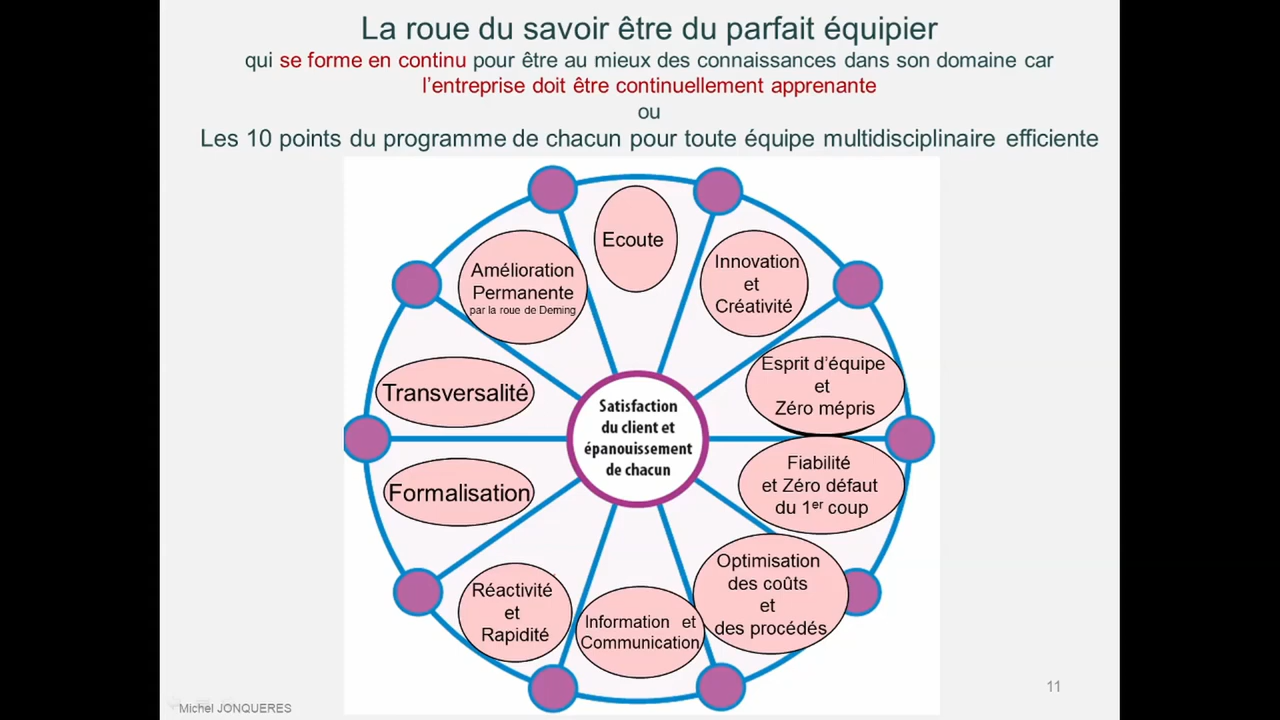 La roue du savoir être du parfait équipier
qui se forme en continu pour être au mieux des connaissances dans son domaine car
l’entreprise doit être continuellement apprenante
ou
Les 10 points du programme de chacun pour toute équipe multidisciplinaire efficiente
Ecoute
Innovation
et
Créativité
Esprit d’équipe
et
Zéro mépris
Fiabilité
et Zéro défaut
du 1er coup
Optimisation
des coûts
et
des procédés
Information et
Communication
Réactivité
et
Rapidité
Formalisation
Transversalité
Amélioration
Permanente
par la roue de Deming
Satisfaction
du client et
épanouissement
de chacun
Michel JONQUERES
11